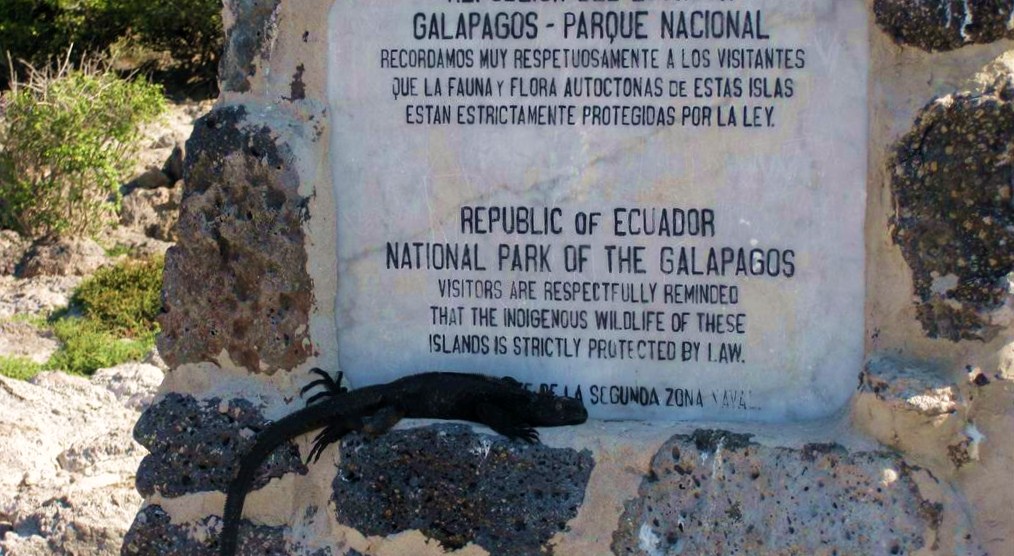 GALAPAGOS - PARQUE NACIONAL
RECORDAMOS MUY RESPETUOSAMENTE A LOS VISITANTES
QUE LA FAUNA Y FLORA AUTOCTONAS DE ESTAS ISLAS
ESTAN ESTRICTAMENTE PROTEGIDAS POR LA LEY.
REPUBLIC of ECUADOR
NATIONAL PARK OF THE GALAPAGOS
VISITORS ARE RESPECTFULLY REMINDED
THAT THE INDIGENOUS WILDLIFE OF THESE
ISLANDS IS STRICTLY PROTECTED BY LAW.
DE LA SEGUNDA ZONA NAVAL